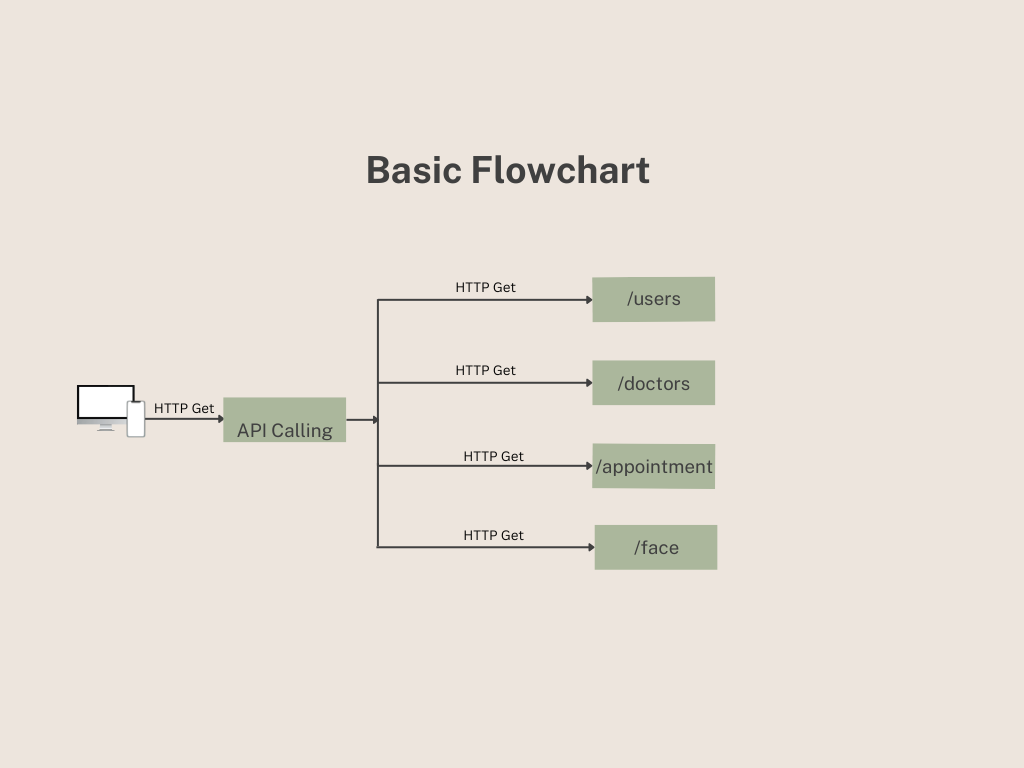 Basic Flowchart
HTTP Get
/users
HTTP Get
/doctors
HTTP Get
API Calling
HTTP Get
/appointment
HTTP Get
/face